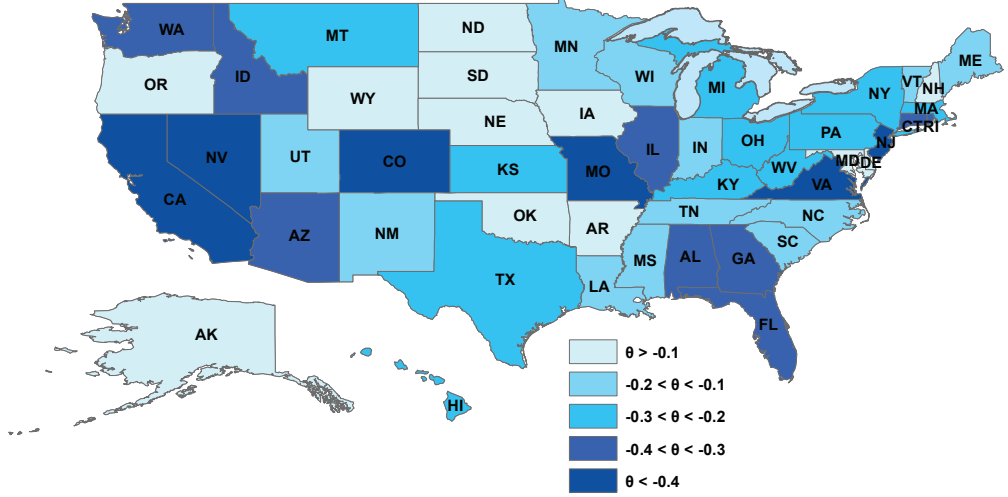 WA
MT
ND
MN
ME
ID
OR
SD
WI
VT
NH
WY
MI
NY
MA
IA
NE
CTRI
PA
OH
NJ
IL
IN
NV
UT
CO
MDDE
KS
MO
WV
KY
VA
CA
TN
NC
OK
AR
AZ
NM
SC
MS
AL
GA
TX
LA
FL
AK
HI
θ > -0.1
-0.2 < θ < -0.1
-0.3 < θ < -0.2
-0.4 < θ < -0.3
θ < -0.4